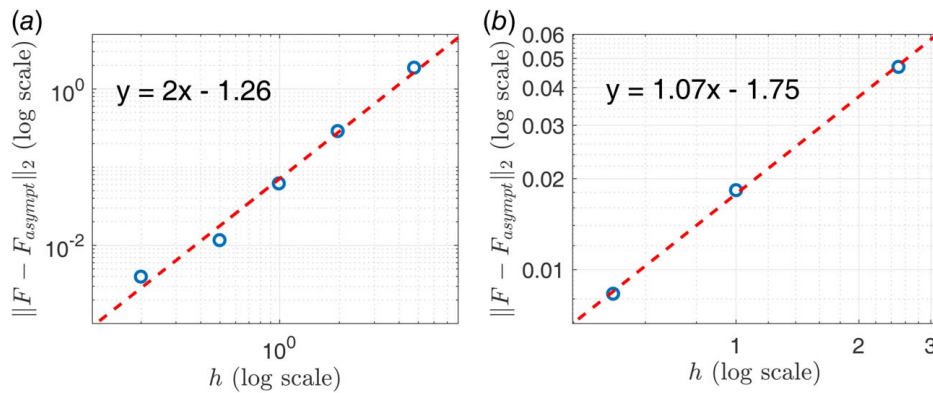 (a)
y = 2x - 1.26
10^0
10^-2
10^0
‖F − F_asympt‖_2 (log scale)
h (log scale)
(b)
y = 1.07x - 1.75
0.06
0.05
0.04
0.03
0.02
0.01
1
2
3
‖F − F_asympt‖_2 (log scale)
h (log scale)